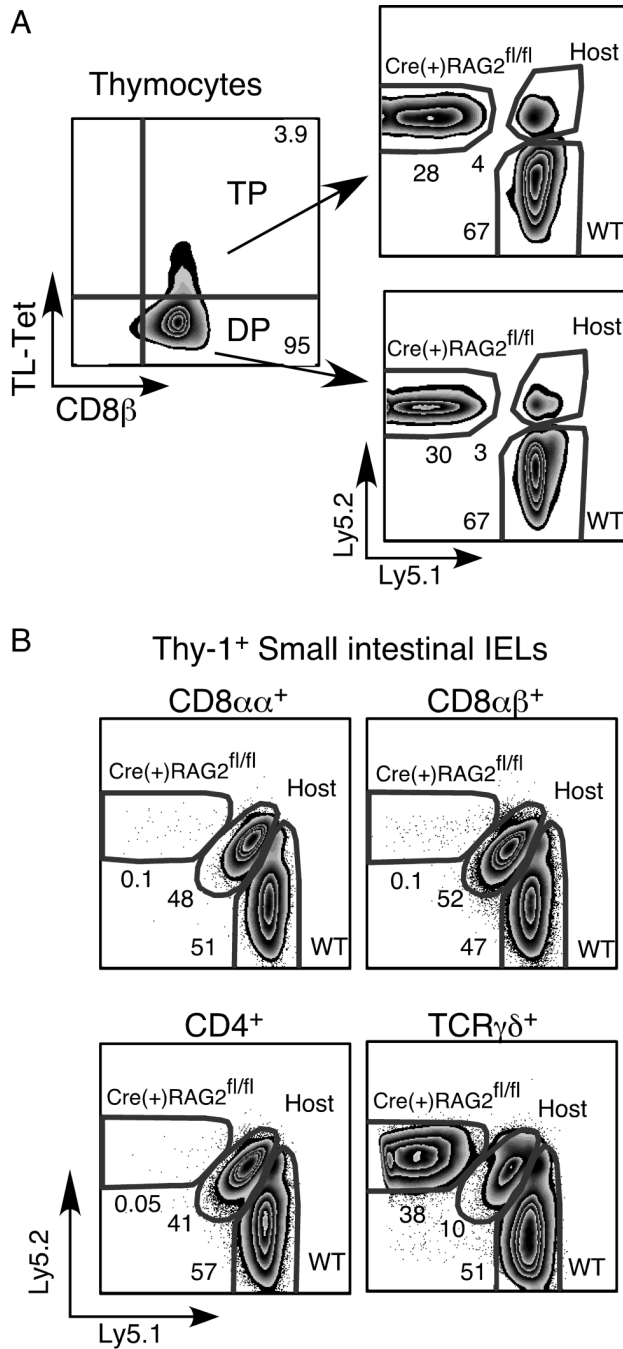 A
Thymocytes
3.9
TP
DP
95
TL-Tet
CD8β
Cre(+)RAG2fl/fl
Host
28
4
67
WT
Cre(+)RAG2fl/fl
Host
30
3
67
WT
Ly5.2
Ly5.1
B
Thy-1+ Small intestinal IELs
CD8αα+
Cre(+)RAG2fl/fl
Host
0.1
48
51
WT
CD8αβ+
Cre(+)RAG2fl/fl
Host
0.1
52
47
WT
CD4+
Cre(+)RAG2fl/fl
Host
0.05
41
57
WT
TCRγδ+
Cre(+)RAG2fl/fl
Host
38
10
51
WT
Ly5.2
Ly5.1